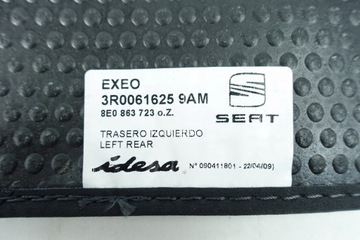 EXEO
3R0061625 9AM
8E0 863 723 o.Z.
SEAT
TRASERO IZQUIERDO
LEFT REAR
idesa
N° 090411801 - 22/04/09)